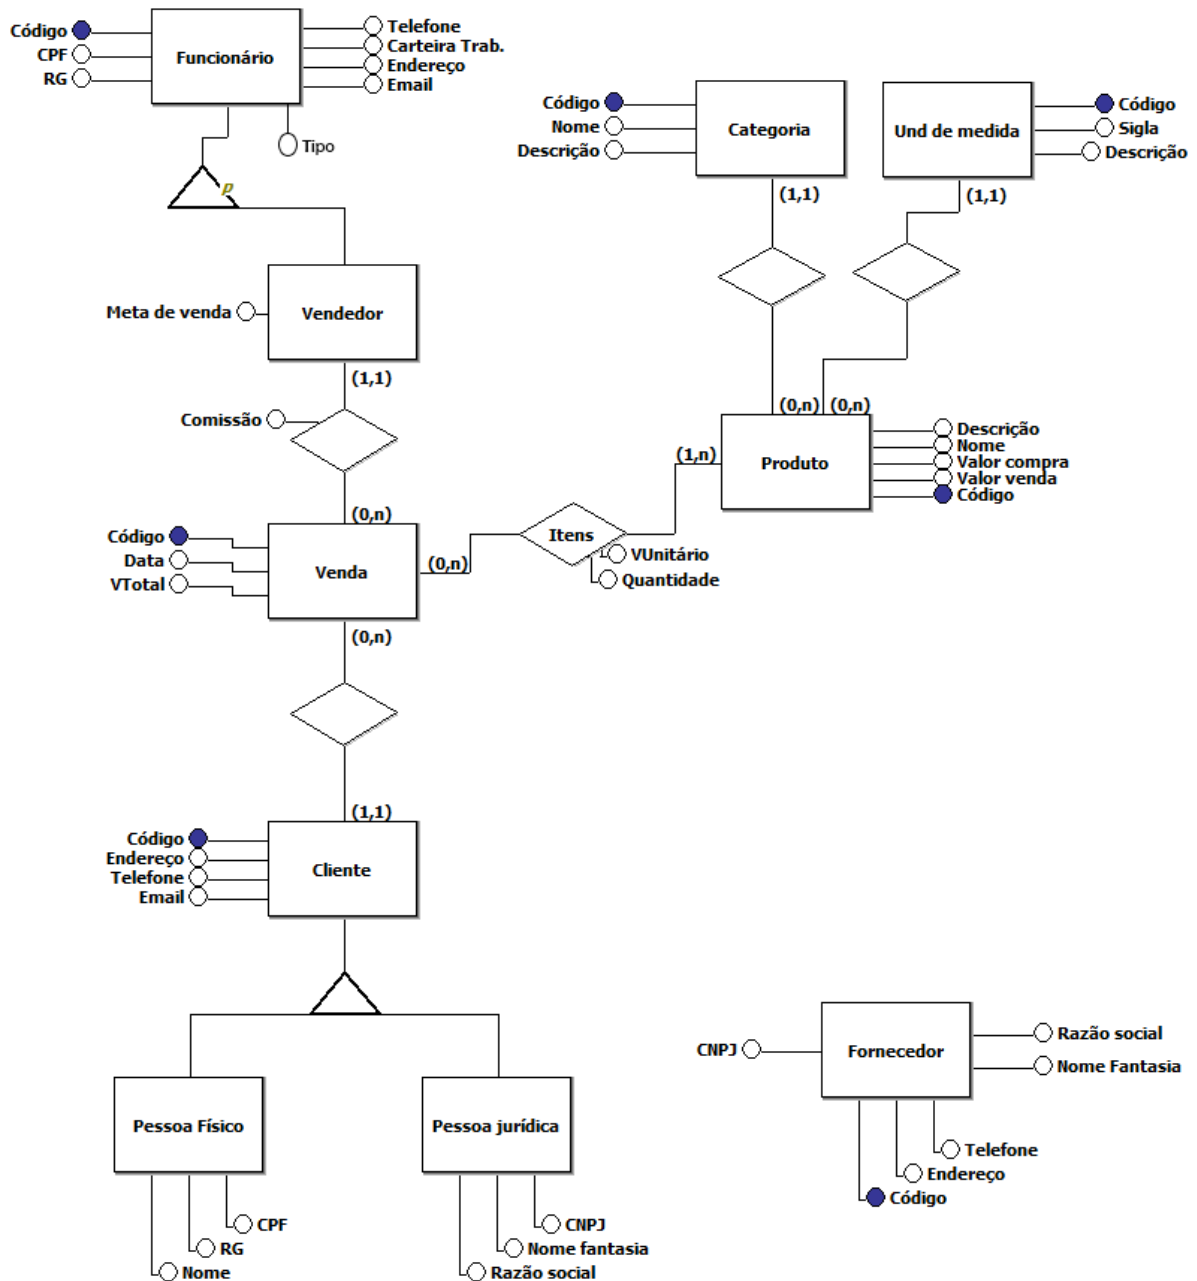 Código
CPF
RG
Funcionário
Telefone
Carteira Trab.
Endereço
Email
Tipo
p
Código
Nome
Descrição
Categoria
(1,1)
Und de medida
Código
Sigla
Descrição
(1,1)
Meta de venda
Vendedor
(1,1)
Comissão
(0,n)
(0,n) (0,n)
(1,n)
Produto
Descrição
Nome
Valor compra
Valor venda
Código
Código
Data
VTotal
Venda
(0,n)
Itens
VUnitário
Quantidade
(0,n)
(1,1)
Código
Endereço
Telefone
Email
Cliente
Pessoa Físico
CPF
RG
Nome
Pessoa jurídica
CNPJ
Nome fantasia
Razão social
CNPJ
Fornecedor
Razão social
Nome Fantasia
Telefone
Endereço
Código